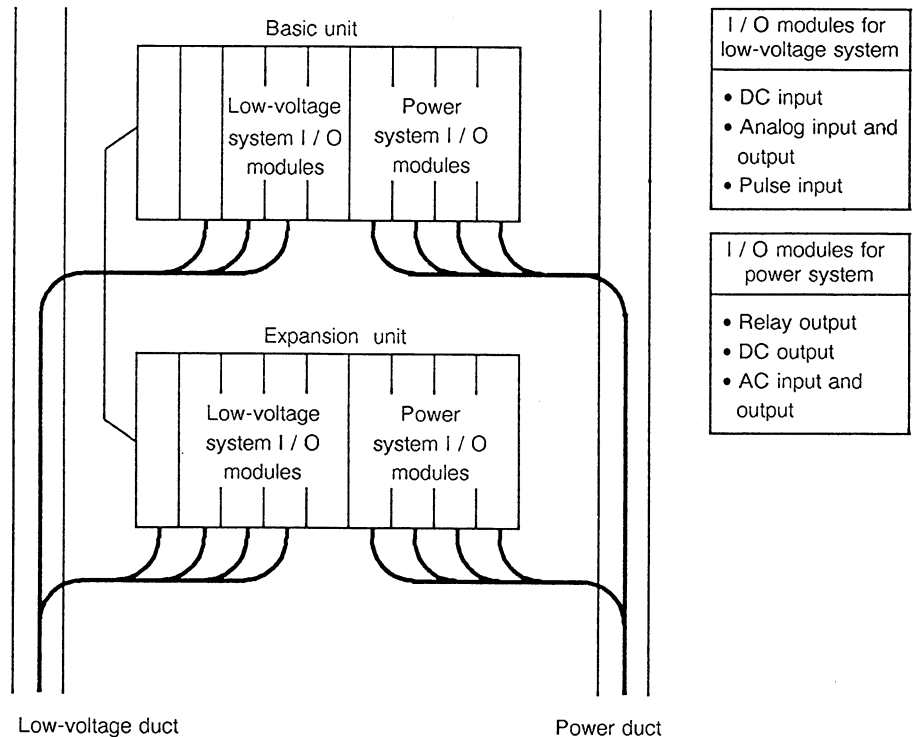 Basic unit
Low-voltage
system I / O
modules
Power
system I / O
modules
Expansion unit
Low-voltage
system I / O
modules
Power
system I / O
modules
Low-voltage duct
Power duct
I / O modules for
low-voltage system
• DC input
• Analog input and
output
• Pulse input
I / O modules for
power system
• Relay output
• DC output
• AC input and
output